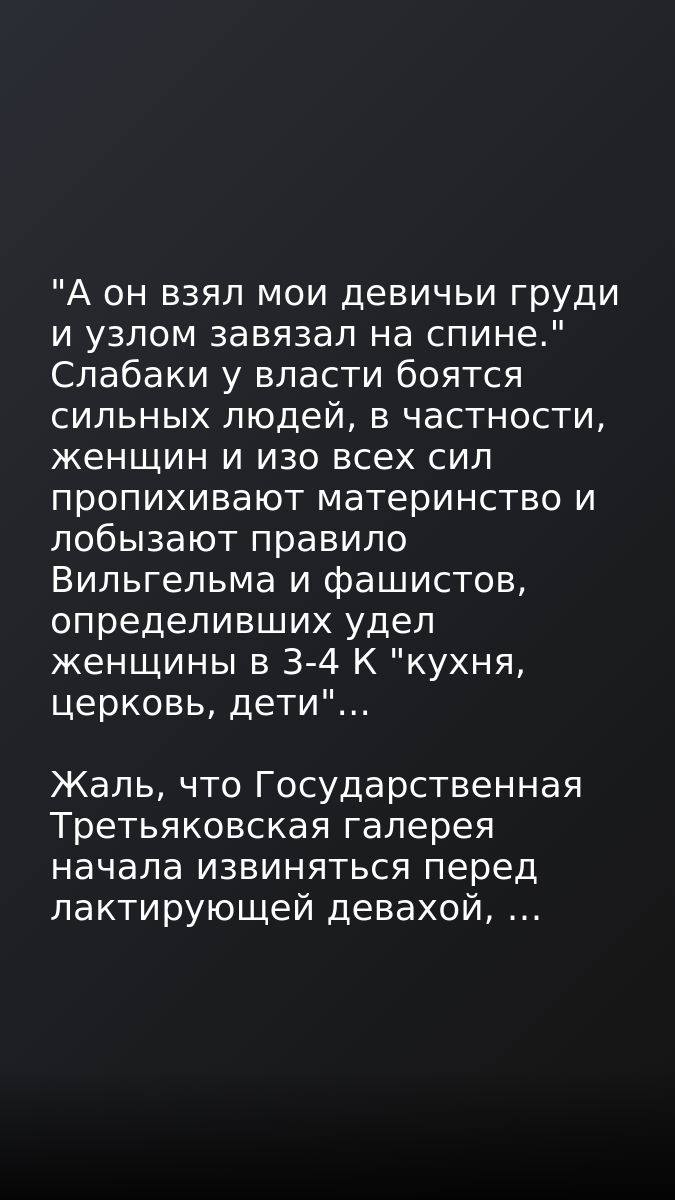 "А он взял мои девичьи груди
и узлом завязал на спине."
Слабаки у власти боятся
сильных людей, в частности,
женщин и изо всех сил
пропихивают материнство и
лобызают правило
Вильгельма и фашистов,
определивших удел
женщины в 3-4 К "кухня,
церковь, дети"...
Жаль, что Государственная
Третьяковская галерея
начала извиняться перед
лактирующей девахой, ...